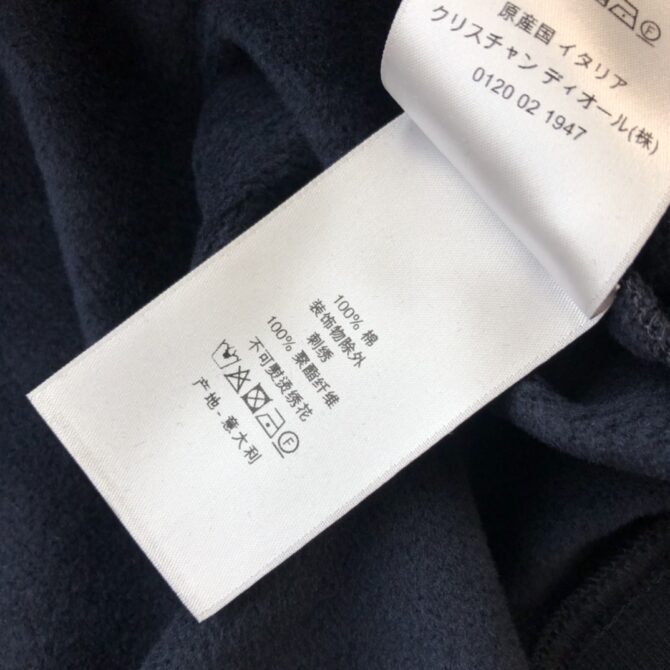 原産国 イタリア
クリスチャン ディオール(株)
0120 02 1947
100% 棉
装饰物除外
刺绣
100% 聚酯纤维
不可熨烫绣花
F
产地 - 意大利